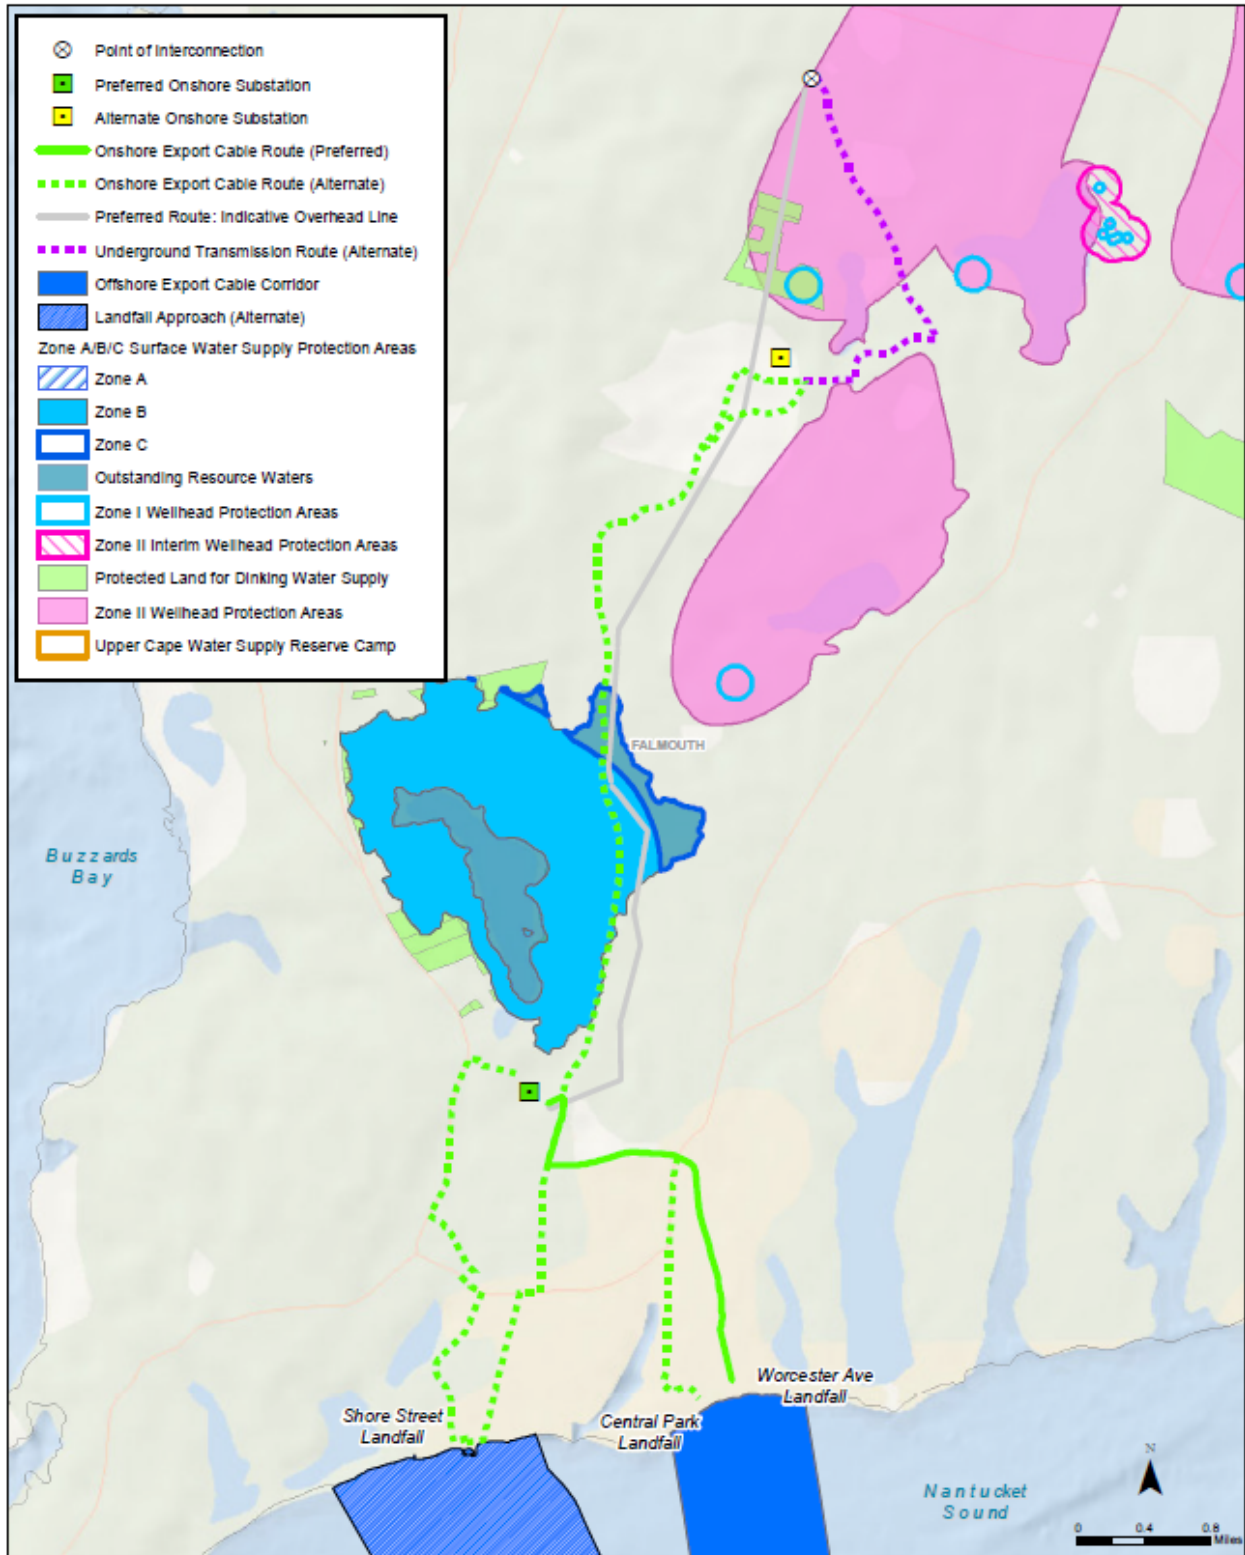 Point of Interconnection
Preferred Onshore Substation
Alternate Onshore Substation
Onshore Export Cable Route (Preferred)
Onshore Export Cable Route (Alternate)
Preferred Route: Indicative Overhead Line
Underground Transmission Route (Alternate)
Offshore Export Cable Corridor
Landfall Approach (Alternate)
Zone A/B/C Surface Water Supply Protection Areas
Zone A
Zone B
Zone C
Outstanding Resource Waters
Zone I Wellhead Protection Areas
Zone II Interim Wellhead Protection Areas
Protected Land for Dinking Water Supply
Zone II Wellhead Protection Areas
Upper Cape Water Supply Reserve Camp
FALMOUTH
Buzzards
Bay
Worcester Ave
Landfall
Shore Street
Landfall
Central Park
Landfall
Nantucket
Sound
N
0 0.4 0.8
Miles